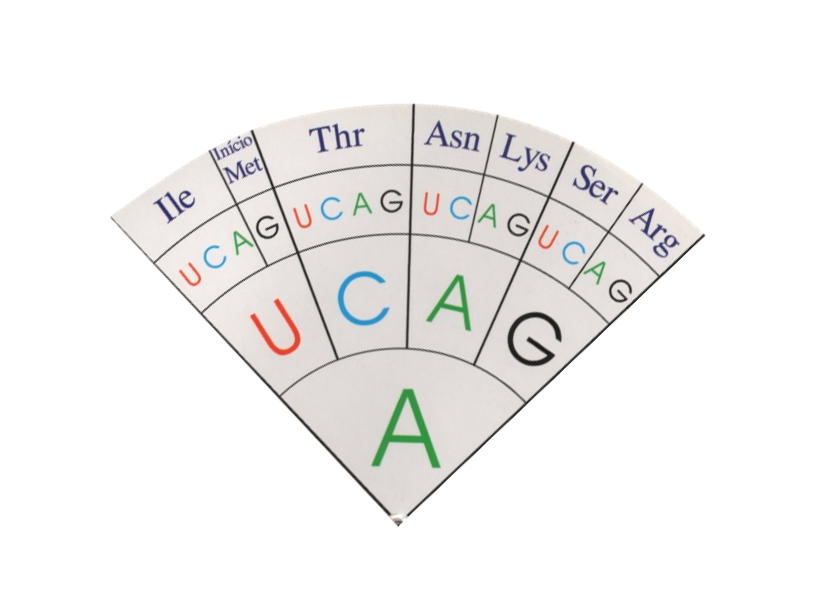 Ile
Início
Met
Thr
Asn
Lys
Ser
Arg
U C A G U C A G U C A G U C A G
U C A G
A